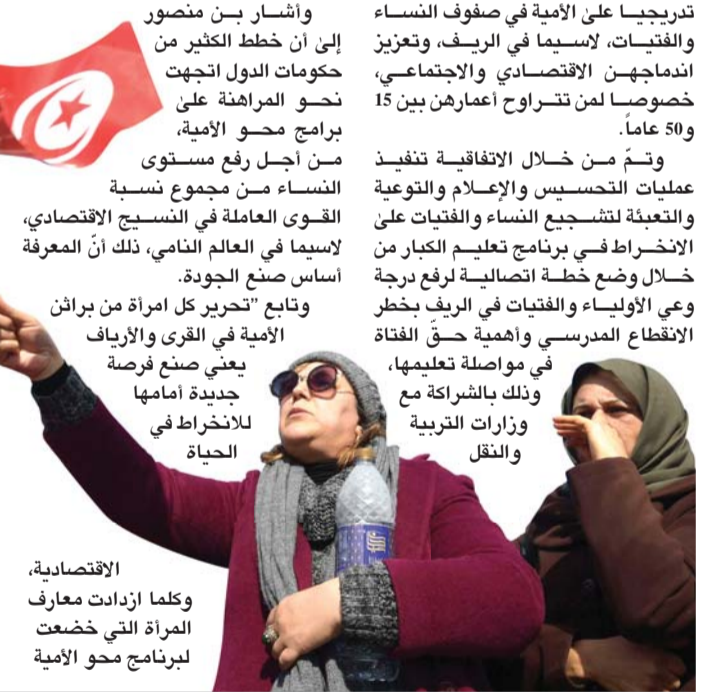 تدريجيا على الأمية في صفوف النساء
والفتيات، لاسيما في الريف، وتعزيز
اندماجهن الاقتصادي والاجتماعي،
خصوصا لمن تتراوح أعمارهن بين 15
و50 عاماً.
وتمّ من خلال الاتفاقية تنفيذ
عمليات التحسيس والإعلام والتوعية
والتعبئة لتشجيع النساء والفتيات على
الانخراط في برنامج تعليم الكبار من
خلال وضع خطة اتصالية لرفع درجة
وعي الأولياء والفتيات في الريف بخطر
الانقطاع المدرسي وأهمية حقّ الفتاة
في مواصلة تعليمها،
وذلك بالشراكة مع
وزارات التربية
والنقل
وأشار بن منصور
إلى أن خطط الكثير من
حكومات الدول اتجهت
نحو المراهنة على
برامج محو الأمية،
من أجل رفع مستوى
النساء من مجموع نسبة
القوى العاملة في النسيج الاقتصادي،
لاسيما في العالم النامي، ذلك أنّ المعرفة
أساس صنع الجودة.
وتابع ”تحرير كل امرأة من براثن
الأمية في القرى والأرياف
يعني صنع فرصة
جديدة أمامها
للانخراط في
الحياة
الاقتصادية،
وكلما ازدادت معارف
المرأة التي خضعت
لبرنامج محو الأمية